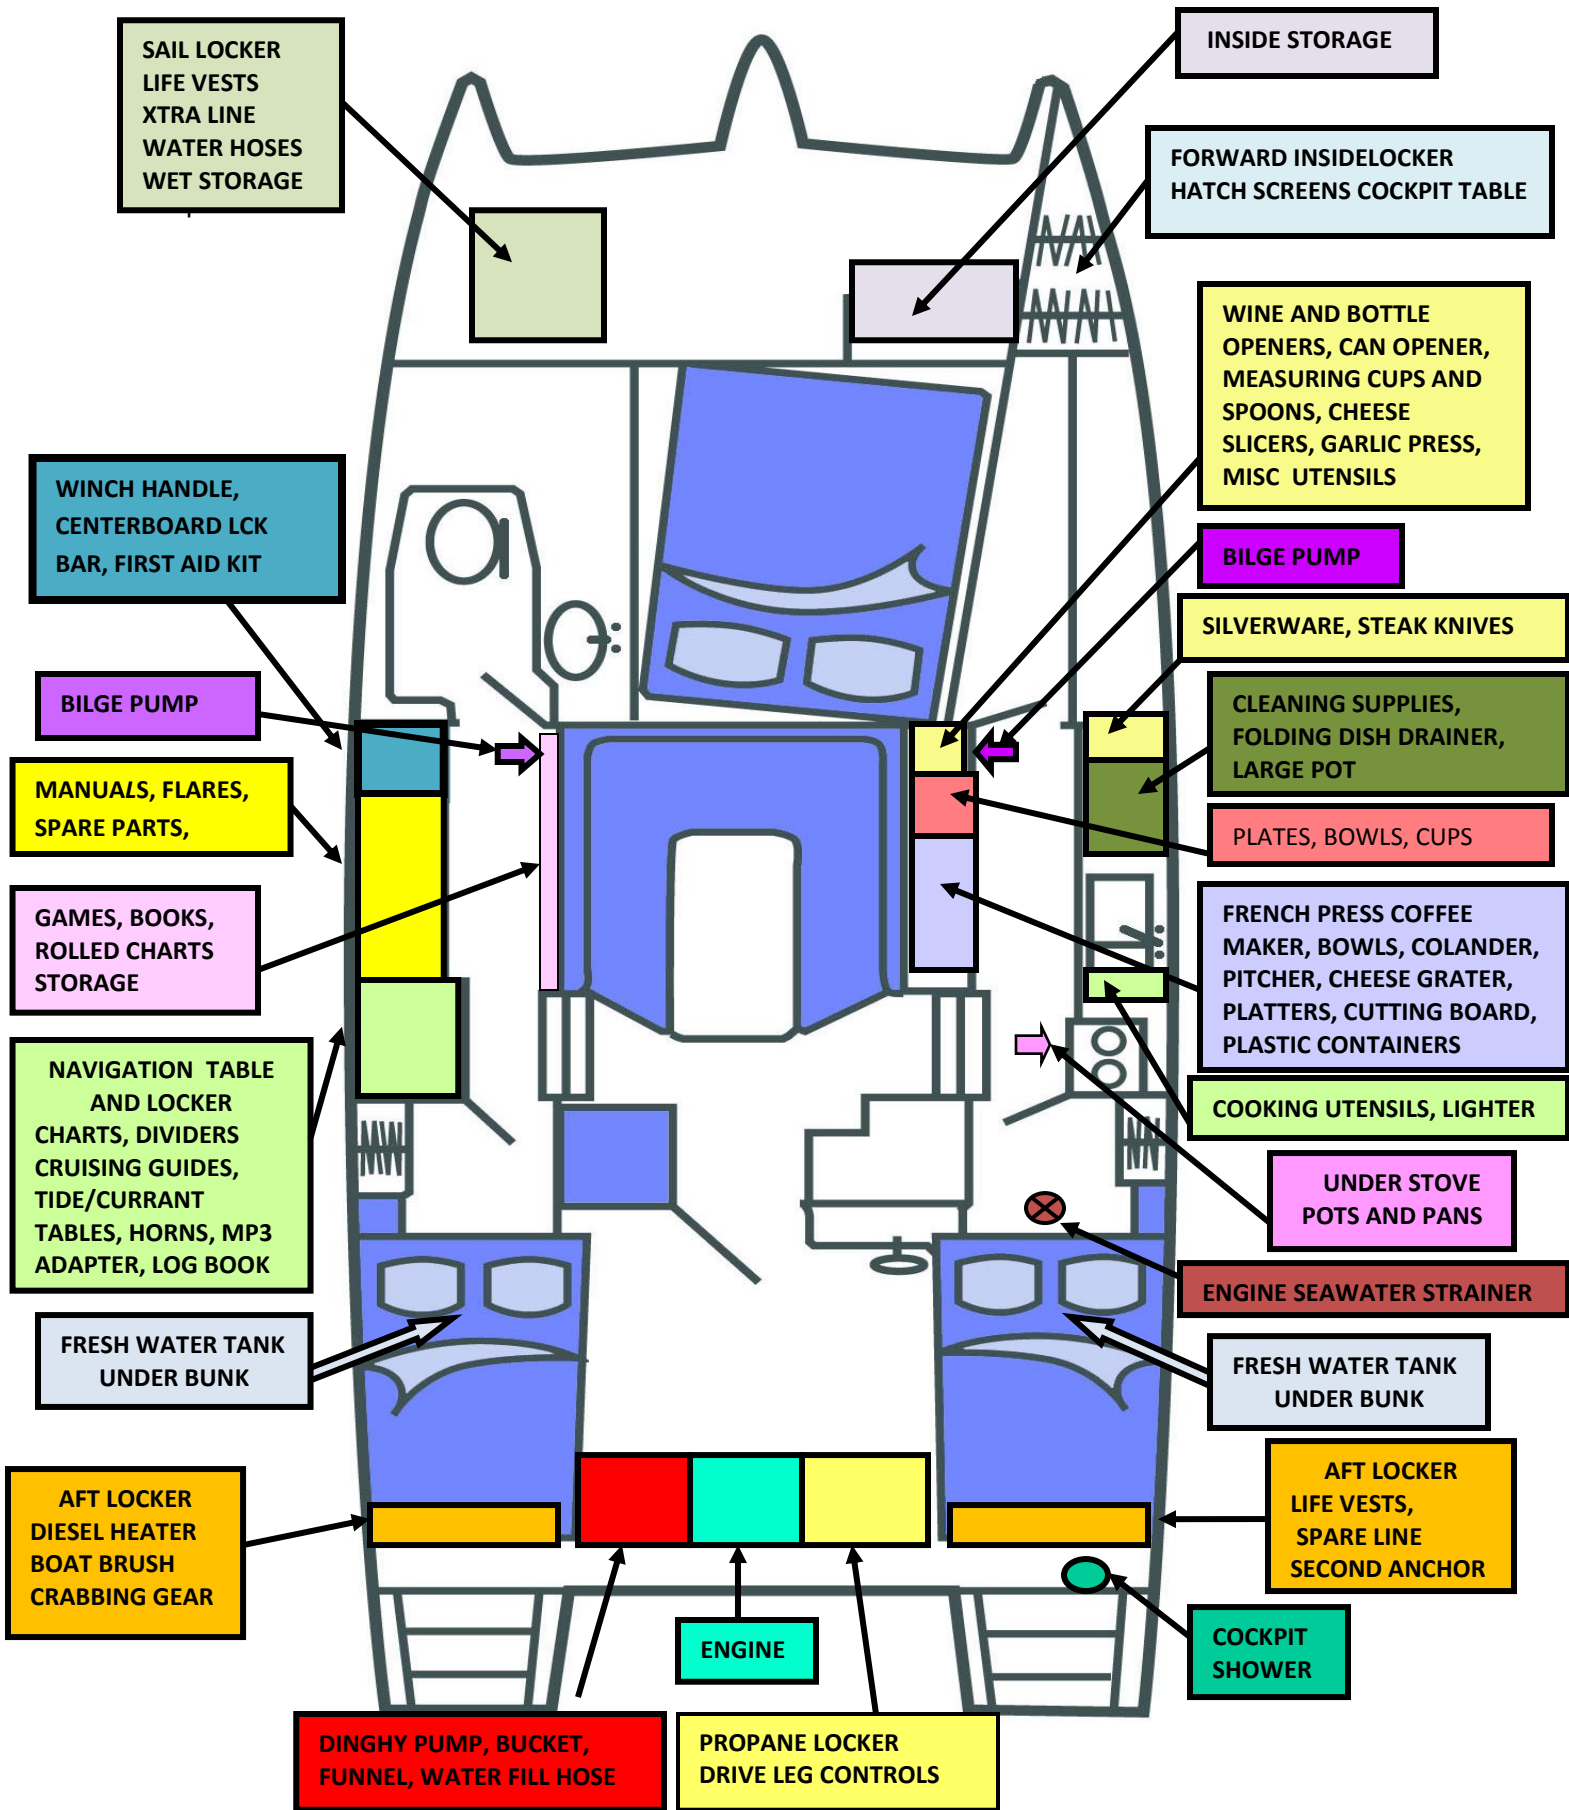 SAIL LOCKER
LIFE VESTS
XTRA LINE
WATER HOSES
WET STORAGE
INSIDE STORAGE
FORWARD INSIDELOCKER
HATCH SCREENS COCKPIT TABLE
WINE AND BOTTLE
OPENERS, CAN OPENER,
MEASURING CUPS AND
SPOONS, CHEESE
SLICERS, GARLIC PRESS,
MISC UTENSILS
WINCH HANDLE,
CENTERBOARD LCK
BAR, FIRST AID KIT
BILGE PUMP
SILVERWARE, STEAK KNIVES
BILGE PUMP
CLEANING SUPPLIES,
FOLDING DISH DRAINER,
LARGE POT
MANUALS, FLARES,
SPARE PARTS,
PLATES, BOWLS, CUPS
GAMES, BOOKS,
ROLLED CHARTS
STORAGE
FRENCH PRESS COFFEE
MAKER, BOWLS, COLANDER,
PITCHER, CHEESE GRATER,
PLATTERS, CUTTING BOARD,
PLASTIC CONTAINERS
NAVIGATION TABLE
AND LOCKER
CHARTS, DIVIDERS
CRUISING GUIDES,
TIDE/CURRANT
TABLES, HORNS, MP3
ADAPTER, LOG BOOK
COOKING UTENSILS, LIGHTER
UNDER STOVE
POTS AND PANS
ENGINE SEAWATER STRAINER
FRESH WATER TANK
UNDER BUNK
FRESH WATER TANK
UNDER BUNK
AFT LOCKER
DIESEL HEATER
BOAT BRUSH
CRABBING GEAR
AFT LOCKER
LIFE VESTS,
SPARE LINE
SECOND ANCHOR
ENGINE
COCKPIT
SHOWER
DINGHY PUMP, BUCKET,
FUNNEL, WATER FILL HOSE
PROPANE LOCKER
DRIVE LEG CONTROLS